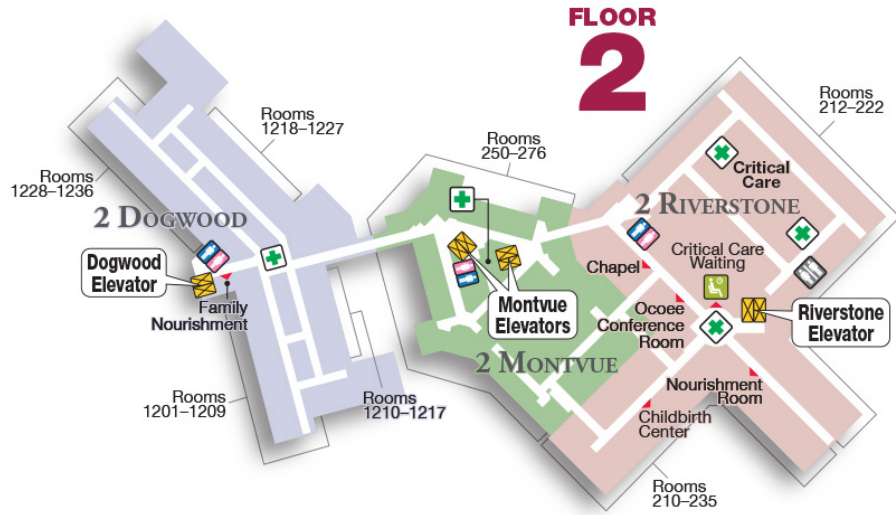 FLOOR
2
Rooms
212–222
Rooms
1218–1227
Rooms
250–276
Rooms
1228–1236
Critical
Care
2 DOGWOOD
2 RIVERSTONE
Dogwood
Elevator
Chapel
Critical Care
Waiting
Family
Nourishment
Montvue
Elevators
Ocoee
Conference
Room
Riverstone
Elevator
2 MONTVUE
Nourishment
Room
Rooms
1201–1209
Rooms
1210–1217
Childbirth
Center
Rooms
210–235